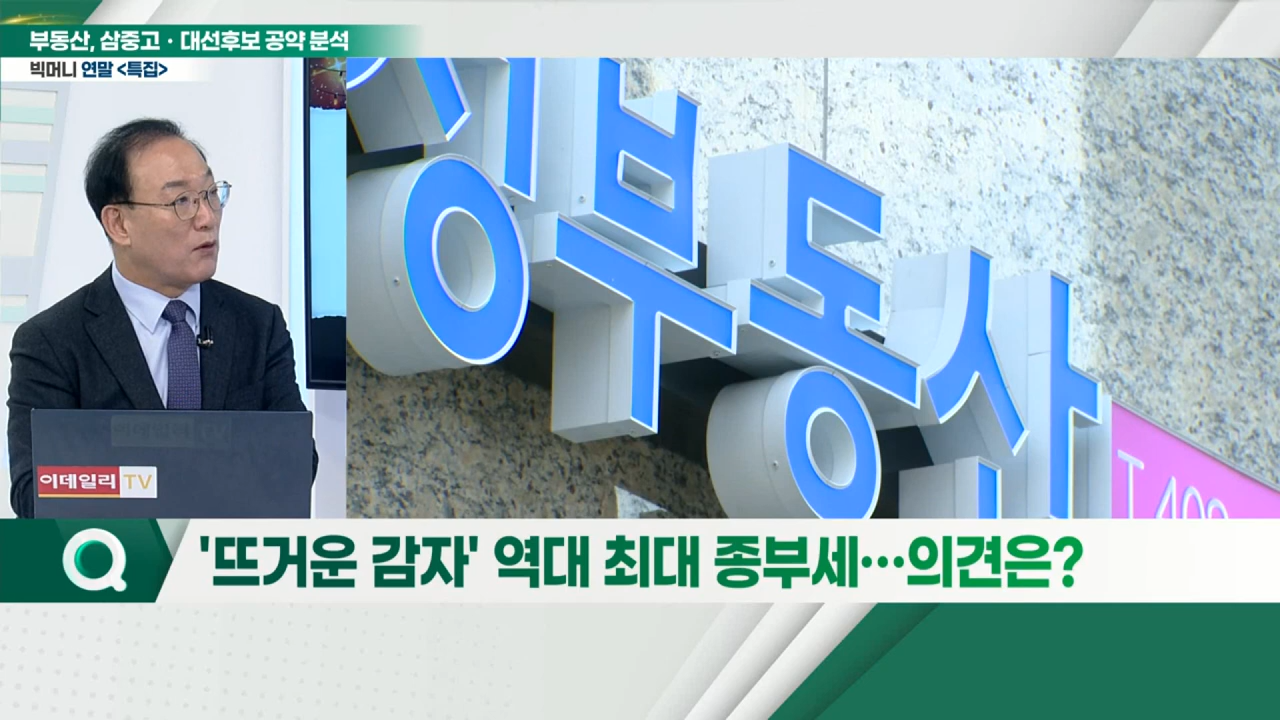 부동산, 삼중고 · 대선후보 공약 분석
빅머니 연말 <특집>
부동산
이데일리 TV
Q
'뜨거운 감자' 역대 최대 종부세…의견은?